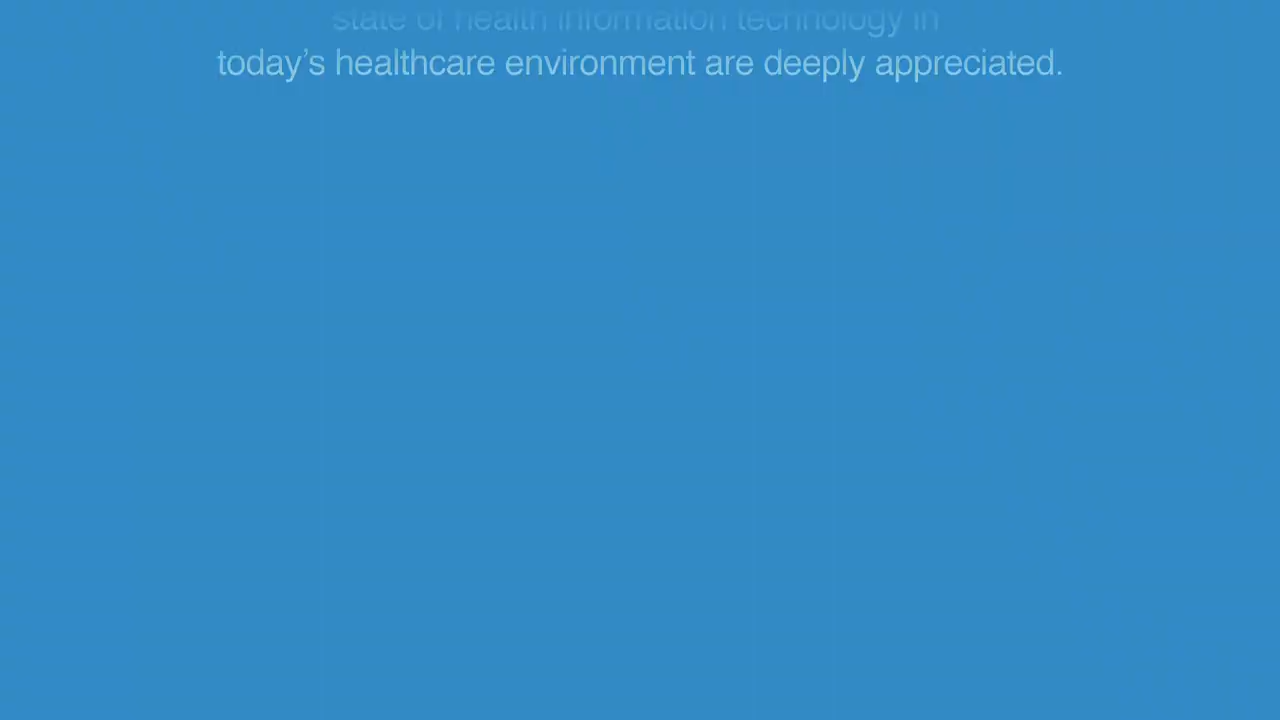 state of health information technology in
today’s healthcare environment are deeply appreciated.